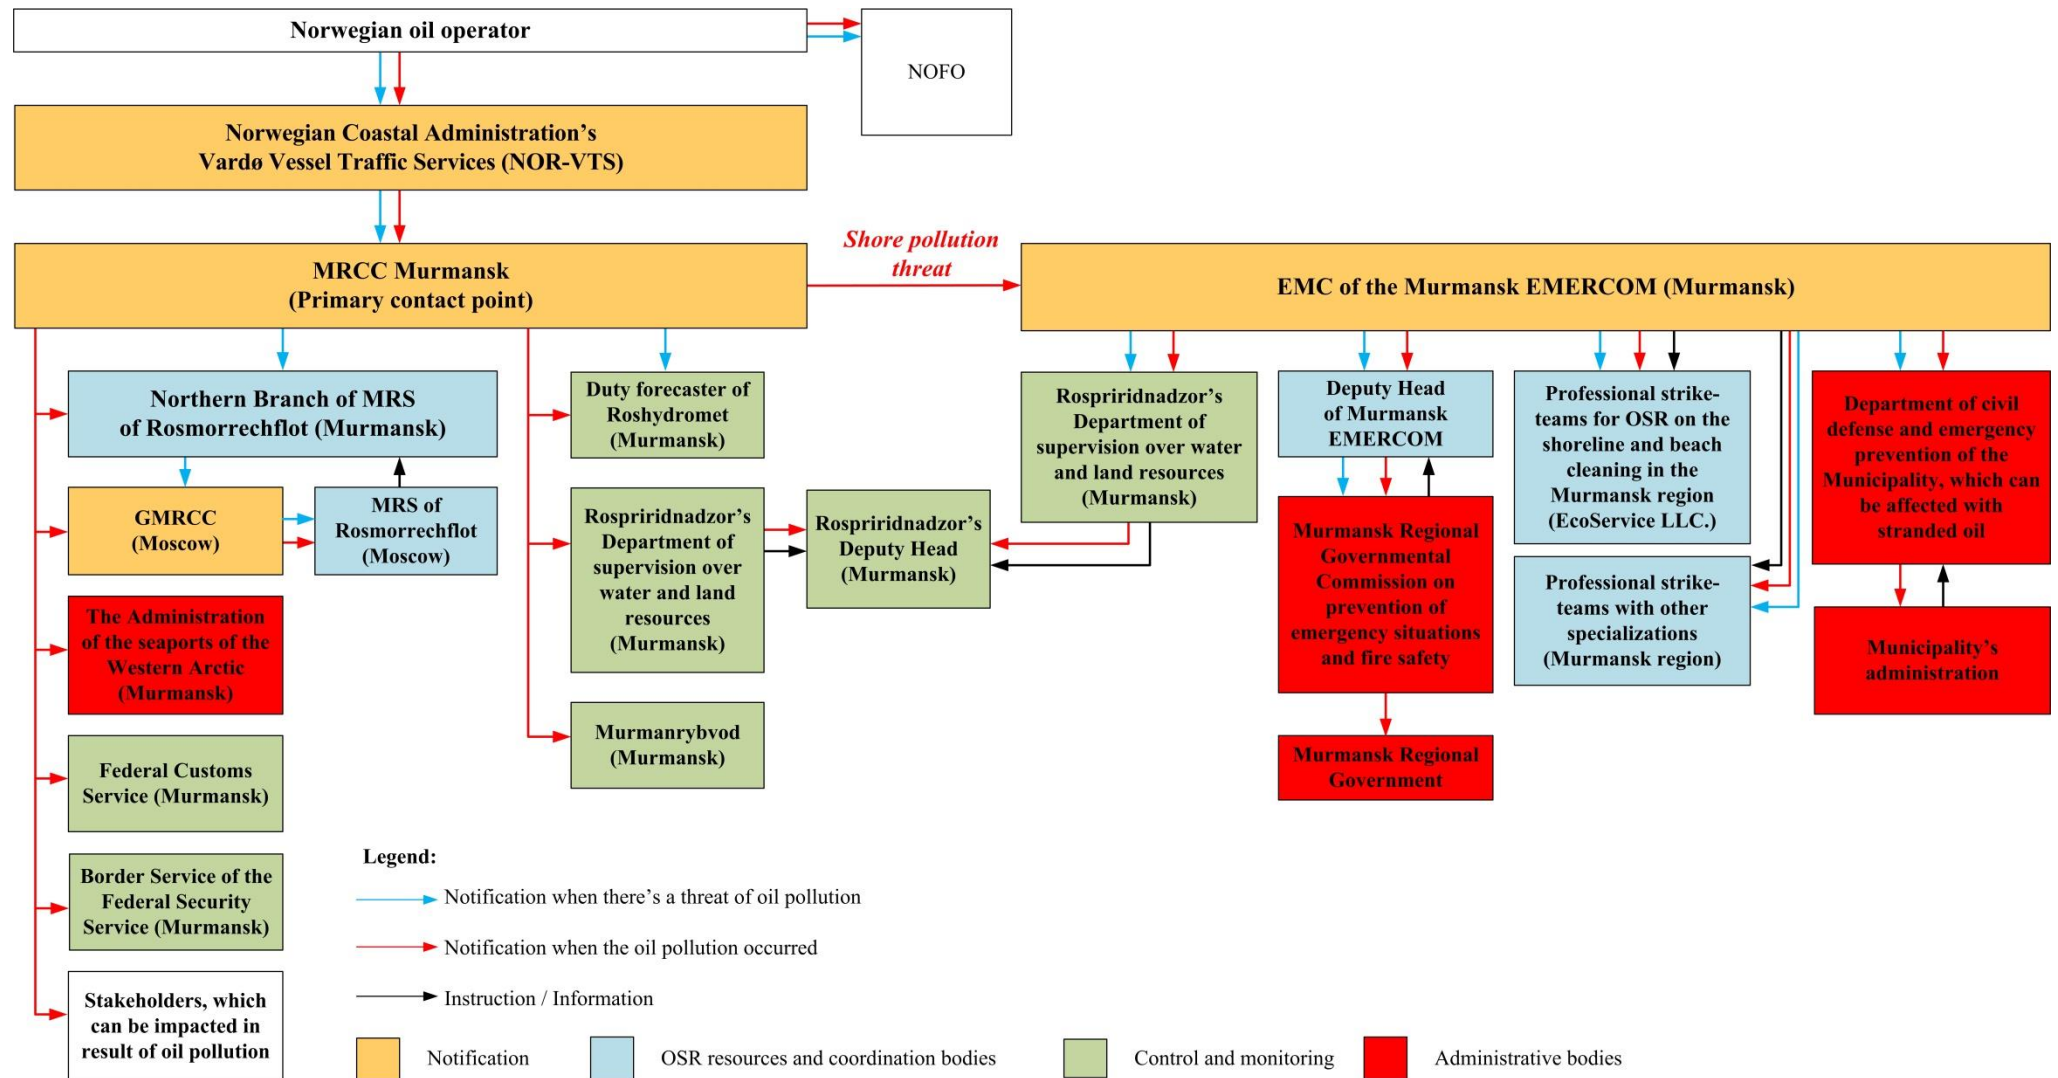 Norwegian oil operator
NOFO
Norwegian Coastal Administration's
Vardø Vessel Traffic Services (NOR-VTS)
MRCC Murmansk
(Primary contact point)
Shore pollution
threat
EMC of the Murmansk EMERCOM (Murmansk)
Northern Branch of MRS
of Rosmorrechflot (Murmansk)
GMRCC
(Moscow)
MRS of
Rosmorrechflot
(Moscow)
The Administration
of the seaports of the
Western Arctic
(Murmansk)
Federal Customs
Service (Murmansk)
Border Service of the
Federal Security
Service (Murmansk)
Stakeholders, which
can be impacted in
result of oil pollution
Duty forecaster of
Roshydromet
(Murmansk)
Rospriridnadzor's
Department of
supervision over
water and land
resources
(Murmansk)
Murmanrybvod
(Murmansk)
Rospriridnadzor's
Deputy Head
(Murmansk)
Rospriridnadzor's
Department of
supervision over water
and land resources
(Murmansk)
Deputy Head
of Murmansk
EMERCOM
Murmansk Regional
Governmental
Commission on
prevention of
emergency situations
and fire safety
Murmansk Regional
Government
Professional strike-
teams for OSR on the
shoreline and beach
cleaning in the
Murmansk region
(EcoService LLC.)
Professional strike-
teams with other
specializations
(Murmansk region)
Department of civil
defense and emergency
prevention of the
Municipality, which can
be affected with
stranded oil
Municipality's
administration
Legend:
Notification when there's a threat of oil pollution
Notification when the oil pollution occurred
Instruction / Information
Notification
OSR resources and coordination bodies
Control and monitoring
Administrative bodies